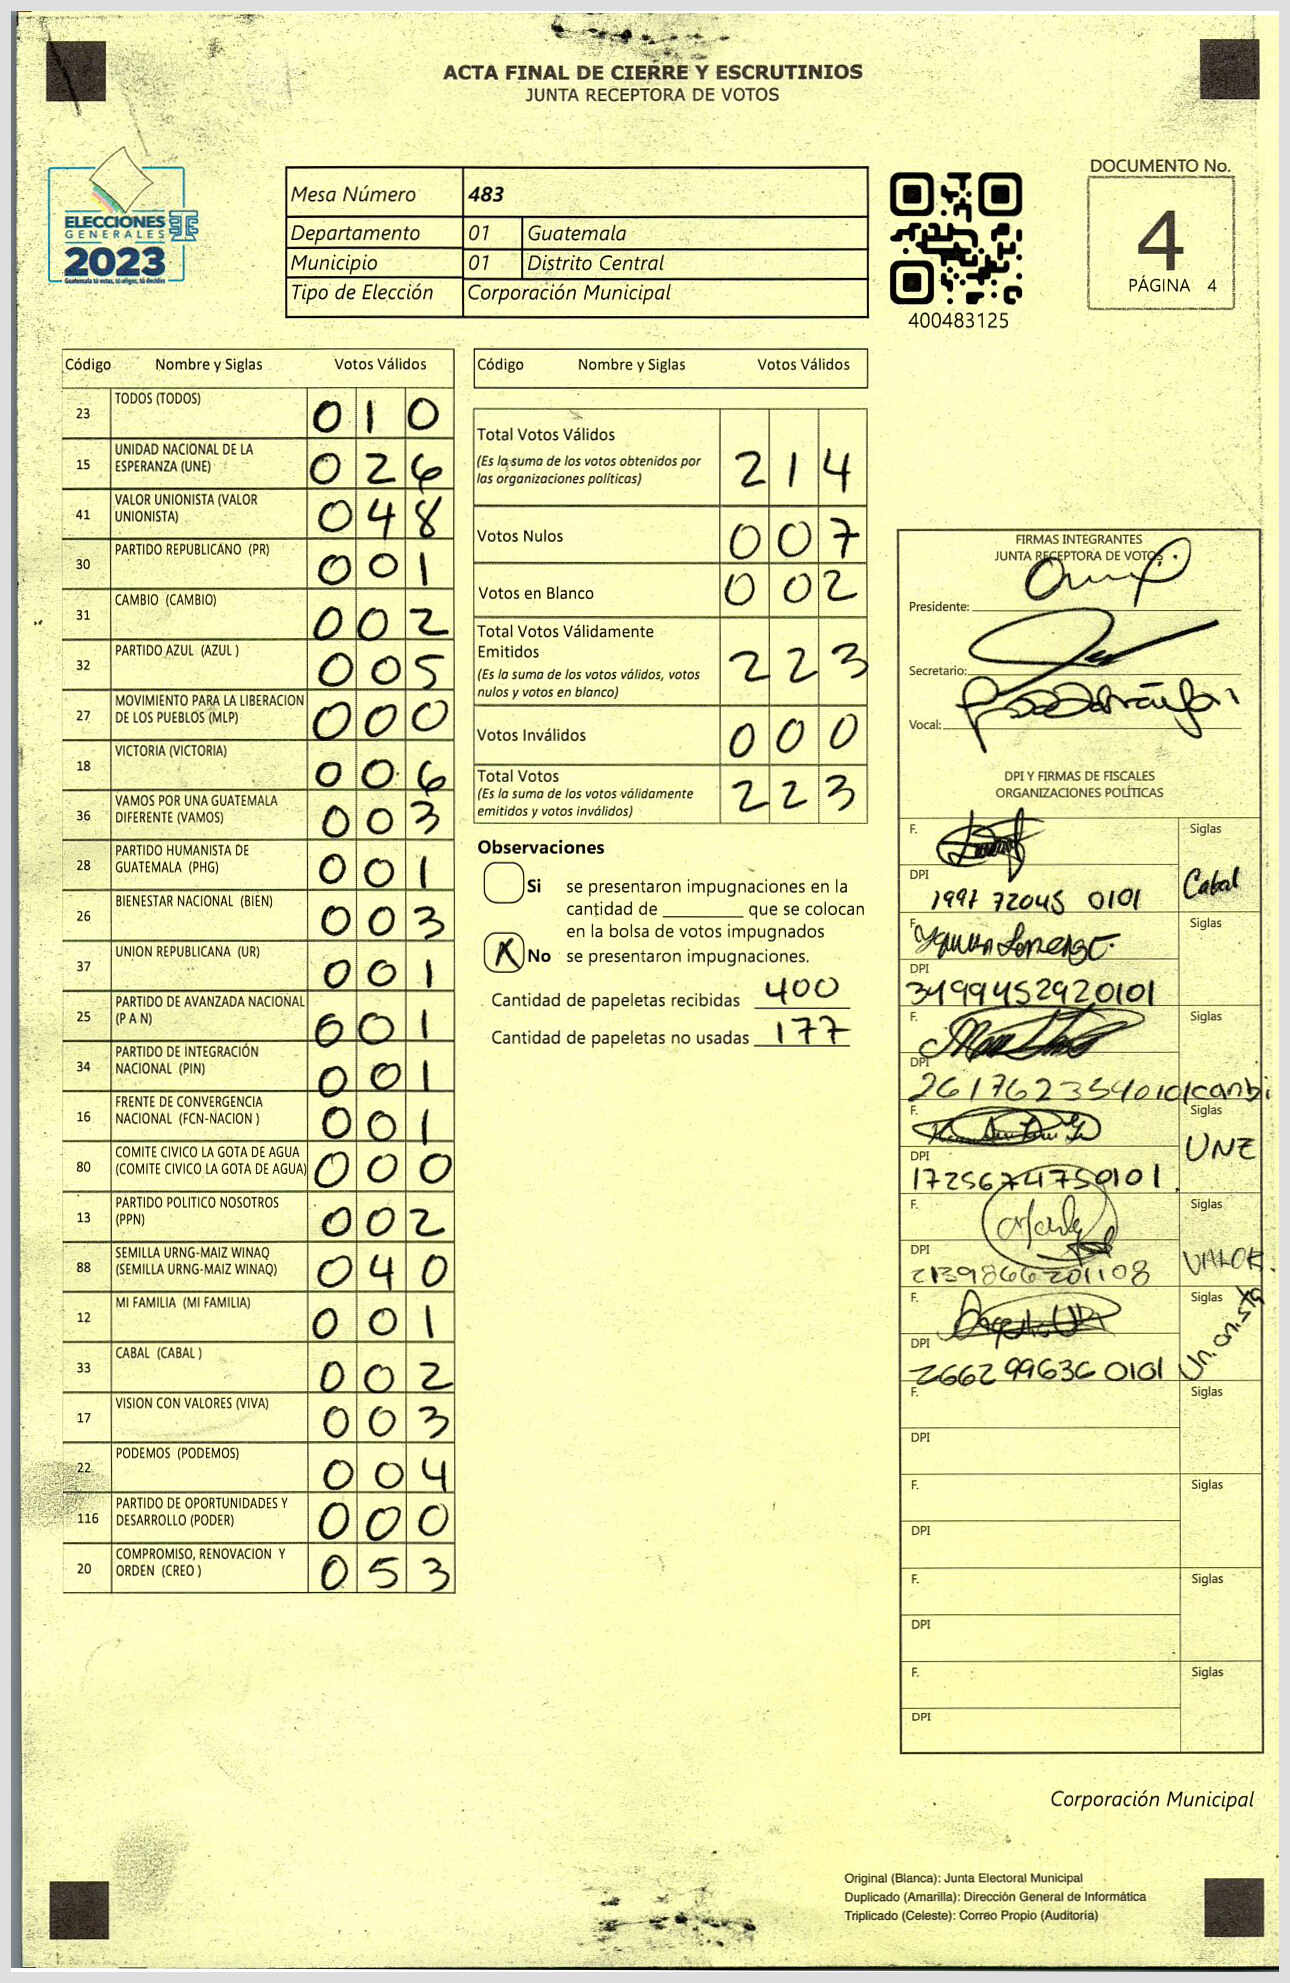 ACTA FINAL DE CIERRE Y ESCRUTINIOS
JUNTA RECEPTORA DE VOTOS
ELECCIONES
GENERALES
2023
Guatemala tú votas, tú eliges, tú decides
Mesa Número 483
Departamento 01 Guatemala
Municipio 01 Distrito Central
Tipo de Elección Corporación Municipal
400483125
DOCUMENTO No.
4
PÁGINA 4
Código Nombre y Siglas Votos Válidos
23 TODOS (TODOS) 010
15 UNIDAD NACIONAL DE LA
ESPERANZA (UNE) 026
41 VALOR UNIONISTA (VALOR
UNIONISTA) 048
30 PARTIDO REPUBLICANO (PR) 001
31 CAMBIO (CAMBIO) 002
32 PARTIDO AZUL (AZUL ) 005
27 MOVIMIENTO PARA LA LIBERACION
DE LOS PUEBLOS (MLP) 000
18 VICTORIA (VICTORIA) 006
36 VAMOS POR UNA GUATEMALA
DIFERENTE (VAMOS) 003
28 PARTIDO HUMANISTA DE
GUATEMALA (PHG) 001
26 BIENESTAR NACIONAL (BIEN) 003
37 UNION REPUBLICANA (UR) 001
25 PARTIDO DE AVANZADA NACIONAL
(P A N) 001
34 PARTIDO DE INTEGRACIÓN
NACIONAL (PIN) 001
16 FRENTE DE CONVERGENCIA
NACIONAL (FCN-NACION ) 001
80 COMITE CIVICO LA GOTA DE AGUA
(COMITE CIVICO LA GOTA DE AGUA) 000
13 PARTIDO POLITICO NOSOTROS
(PPN) 002
88 SEMILLA URNG-MAIZ WINAQ
(SEMILLA URNG-MAIZ WINAQ) 040
12 MI FAMILIA (MI FAMILIA) 001
33 CABAL (CABAL ) 002
17 VISION CON VALORES (VIVA) 003
22 PODEMOS (PODEMOS) 004
116 PARTIDO DE OPORTUNIDADES Y
DESARROLLO (PODER) 000
20 COMPROMISO, RENOVACION Y
ORDEN (CREO ) 053
Código Nombre y Siglas Votos Válidos
Total Votos Válidos
(Es la suma de los votos obtenidos por
las organizaciones políticas) 214
Votos Nulos 007
Votos en Blanco 002
Total Votos Válidamente
Emitidos
(Es la suma de los votos válidos, votos
nulos y votos en blanco) 223
Votos Inválidos 000
Total Votos
(Es la suma de los votos válidamente
emitidos y votos inválidos) 223
Observaciones
Si se presentaron impugnaciones en la
cantidad de ________ que se colocan
en la bolsa de votos impugnados
X No se presentaron impugnaciones.
Cantidad de papeletas recibidas 400
Cantidad de papeletas no usadas 177
FIRMAS INTEGRANTES
JUNTA RECEPTORA DE VOTOS
Presidente:
Secretario:
Vocal:
DPI Y FIRMAS DE FISCALES
ORGANIZACIONES POLÍTICAS
F. Siglas
Cabal
DPI
1997 72045 0101
F. Siglas
DPI
3499452920101
F. Siglas
DPI
2617623540101 cambi
F. Siglas
UNE
DPI
1725674750101
F. Siglas
VALOR.
DPI
2139866201108
F. Siglas
Unionista
DPI
2662996360101
F. Siglas
DPI
F. Siglas
DPI
F. Siglas
DPI
F. Siglas
DPI
Corporación Municipal
Original (Blanca): Junta Electoral Municipal
Duplicado (Amarilla): Dirección General de Informática
Triplicado (Celeste): Correo Propio (Auditoría)